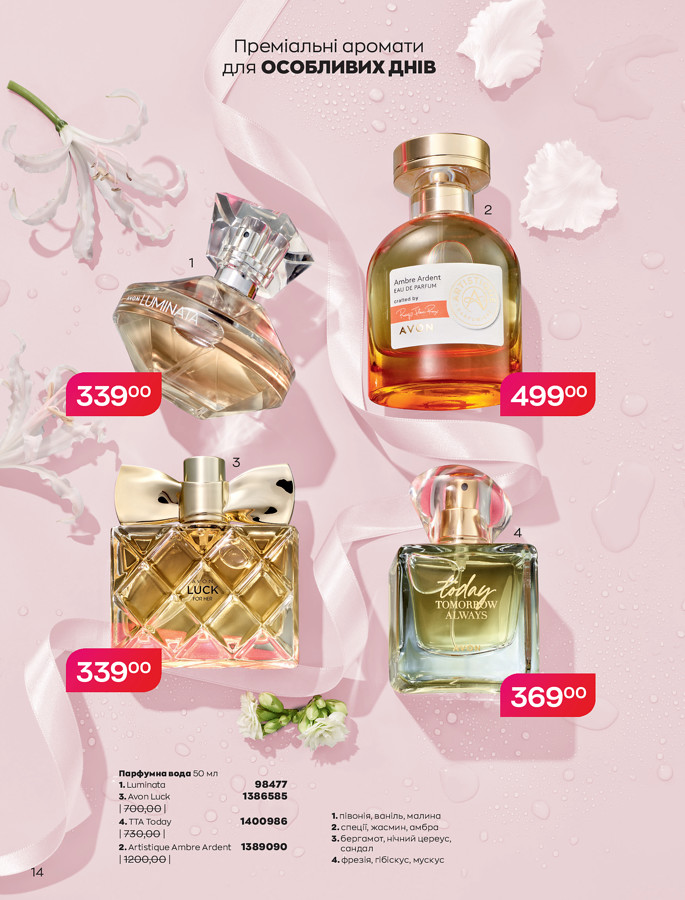 Преміальні аромати
для ОСОБЛИВИХ ДНІВ
1
AVON LUMINATA
339⁰⁰
2
Ambre Ardent
EAU DE PARFUM
crafted by
AVON
499⁰⁰
3
AVON
LUCK
FOR HER
339⁰⁰
4
today
TOMORROW
ALWAYS
AVON
369⁰⁰
Парфумна вода 50 мл
1. Luminata 98477
3. Avon Luck 1386585
| 700,00 |
4. TTA Today 1400986
| 730,00 |
2. Artistique Ambre Ardent 1389090
| 1200,00 |
1. півонія, ваніль, малина
2. спеції, жасмин, амбра
3. бергамот, нічний цереус,
сандал
4. фрезія, гібіскус, мускус
14